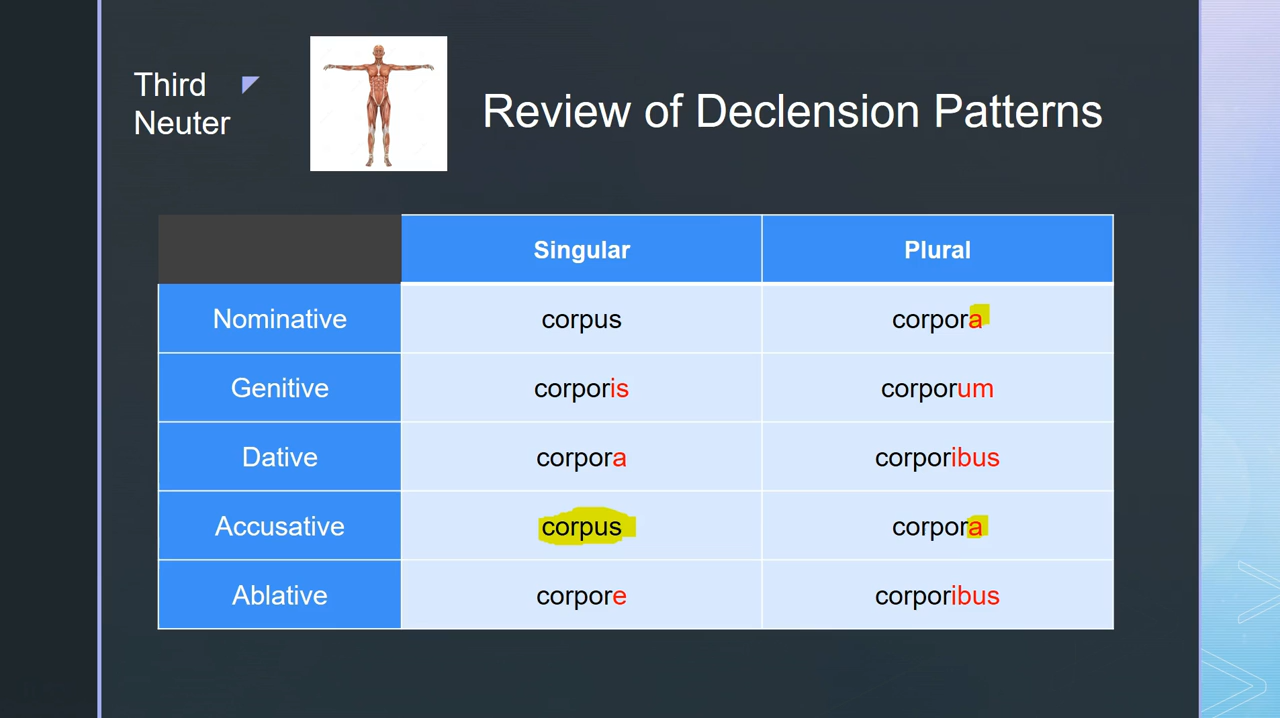 Third
Neuter
Review of Declension Patterns
Singular Plural
Nominative corpus corpora
Genitive corporis corporum
Dative corpora corporibus
Accusative corpus corpora
Ablative corpore corporibus